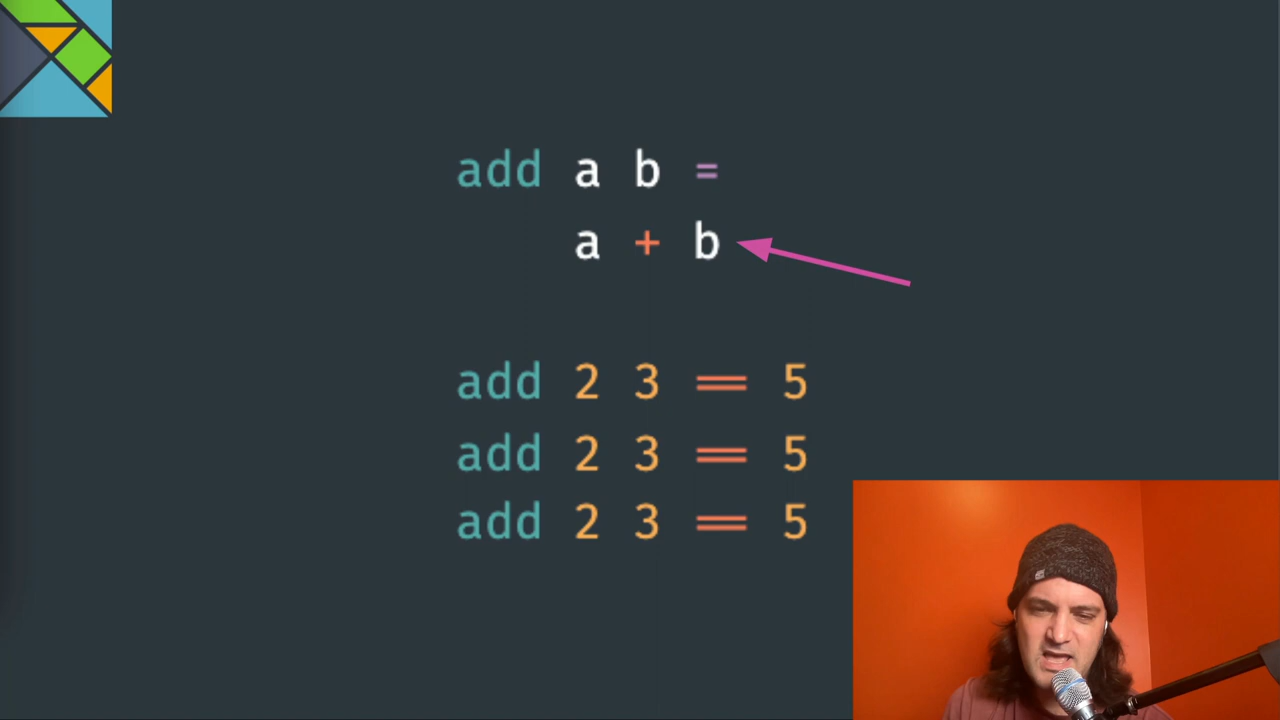 add a b =
a + b
add 2 3 == 5
add 2 3 == 5
add 2 3 == 5